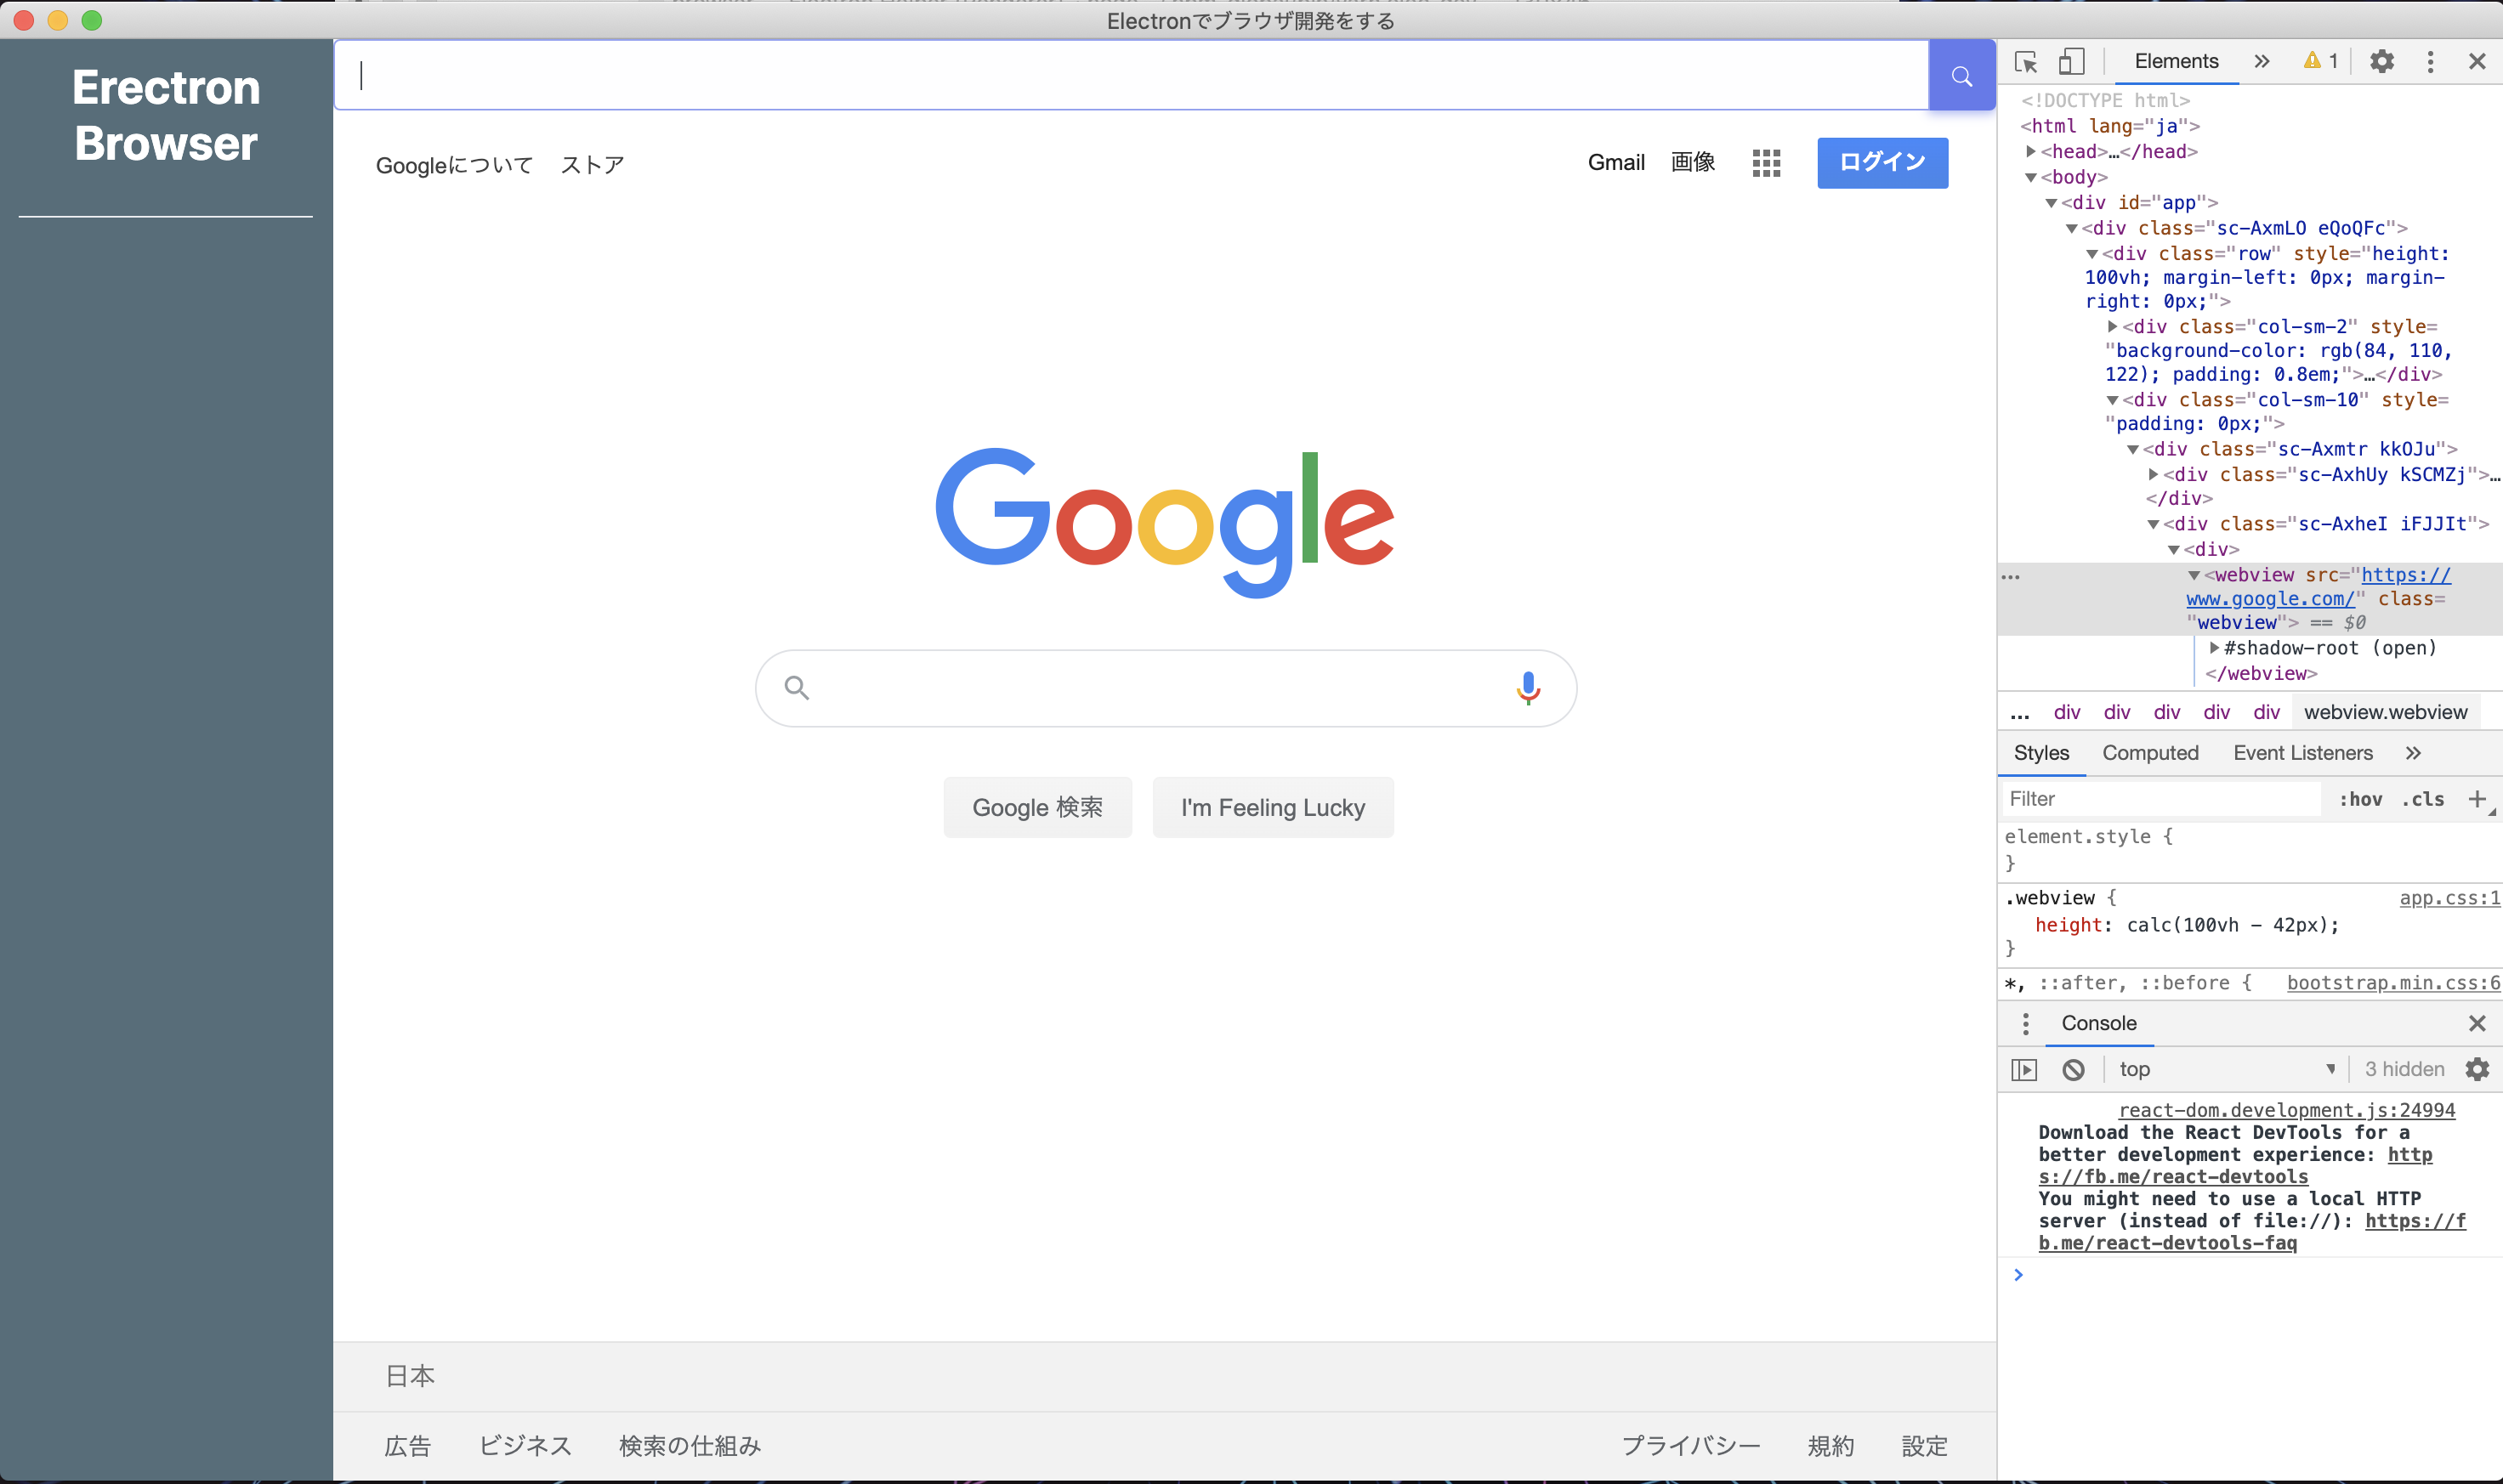 Electronでブラウザ開発をする
Erectron
Browser
Googleについて ストア
Gmail 画像 ログイン
Google
Google 検索 I'm Feeling Lucky
日本
広告 ビジネス 検索の仕組み プライバシー 規約 設定
Elements » 1
<!DOCTYPE html>
<html lang="ja">
<head>…</head>
<body>
<div id="app">
<div class="sc-AxmLO eQoQFc">
<div class="row" style="height:
100vh; margin-left: 0px; margin-
right: 0px;">
<div class="col-sm-2" style=
"background-color: rgb(84, 110,
122); padding: 0.8em;">…</div>
<div class="col-sm-10" style=
"padding: 0px;">
<div class="sc-Axmtr kkOJu">
<div class="sc-AxhUy kSCMZj">…
</div>
<div class="sc-AxheI iFJJIt">
<div>
<webview src="https://
www.google.com/" class=
"webview"> == $0
#shadow-root (open)
</webview>
… div div div div div webview.webview
Styles Computed Event Listeners »
Filter :hov .cls +
element.style {
}
.webview { app.css:1
height: calc(100vh - 42px);
}
*, ::after, ::before { bootstrap.min.css:6
Console
top 3 hidden
react-dom.development.js:24994
Download the React DevTools for a
better development experience: http
s://fb.me/react-devtools
You might need to use a local HTTP
server (instead of file://): https://f
b.me/react-devtools-faq